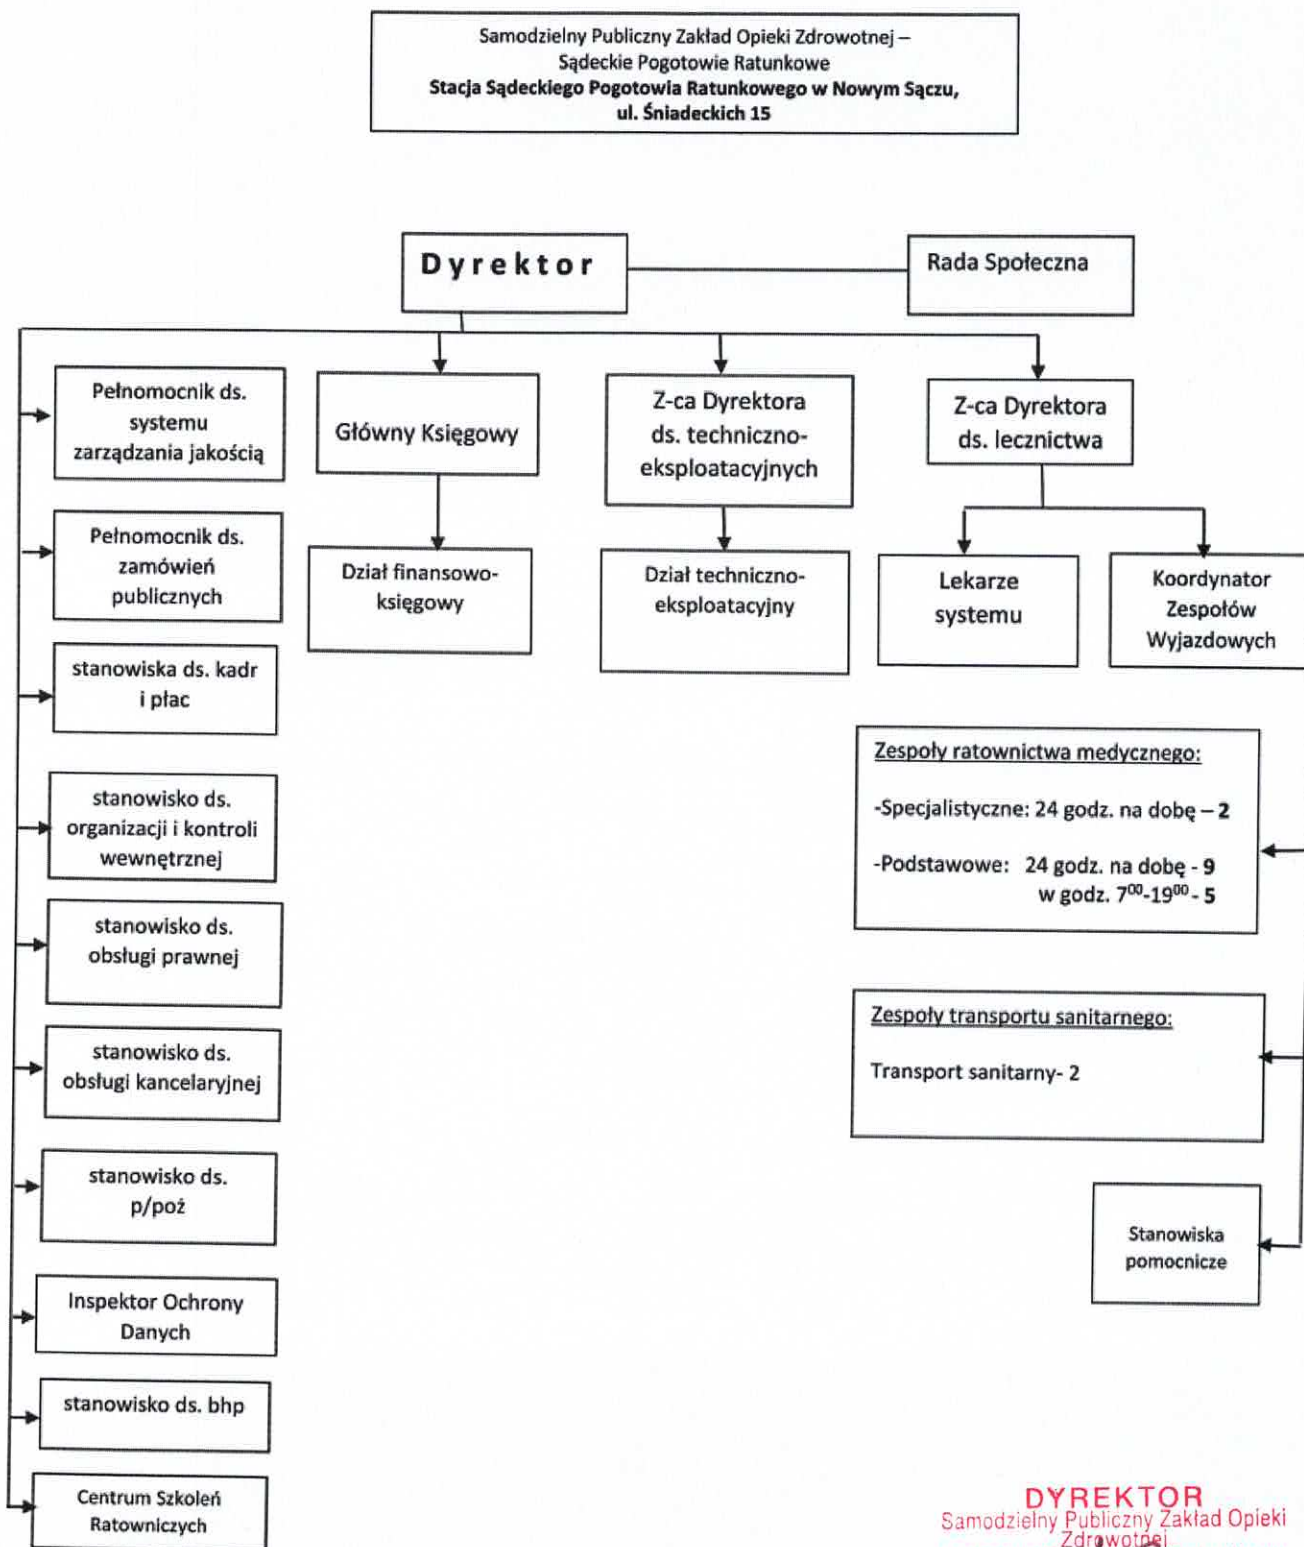 Samodzielny Publiczny Zakład Opieki Zdrowotnej –
Sądeckie Pogotowie Ratunkowe
Stacja Sądeckiego Pogotowia Ratunkowego w Nowym Sączu,
ul. Śniadeckich 15
Dyrektor
Rada Społeczna
Pełnomocnik ds.
systemu
zarządzania jakością
Główny Księgowy
Z-ca Dyrektora
ds. techniczno-
eksploatacyjnych
Z-ca Dyrektora
ds. lecznictwa
Pełnomocnik ds.
zamówień
publicznych
Dział finansowo-
księgowy
Dział techniczno-
eksploatacyjny
Lekarze
systemu
Koordynator
Zespołów
Wyjazdowych
stanowiska ds. kadr
i płac
Zespoły ratownictwa medycznego:
-Specjalistyczne: 24 godz. na dobę – 2
-Podstawowe: 24 godz. na dobę - 9
w godz. 7⁰⁰-19⁰⁰- 5
stanowisko ds.
organizacji i kontroli
wewnętrznej
stanowisko ds.
obsługi prawnej
Zespoły transportu sanitarnego:
Transport sanitarny- 2
stanowisko ds.
obsługi kancelaryjnej
stanowisko ds.
p/poż
Stanowiska
pomocnicze
Inspektor Ochrony
Danych
stanowisko ds. bhp
Centrum Szkoleń
Ratowniczych
DYREKTOR
Samodzielny Publiczny Zakład Opieki
Zdrowotnej